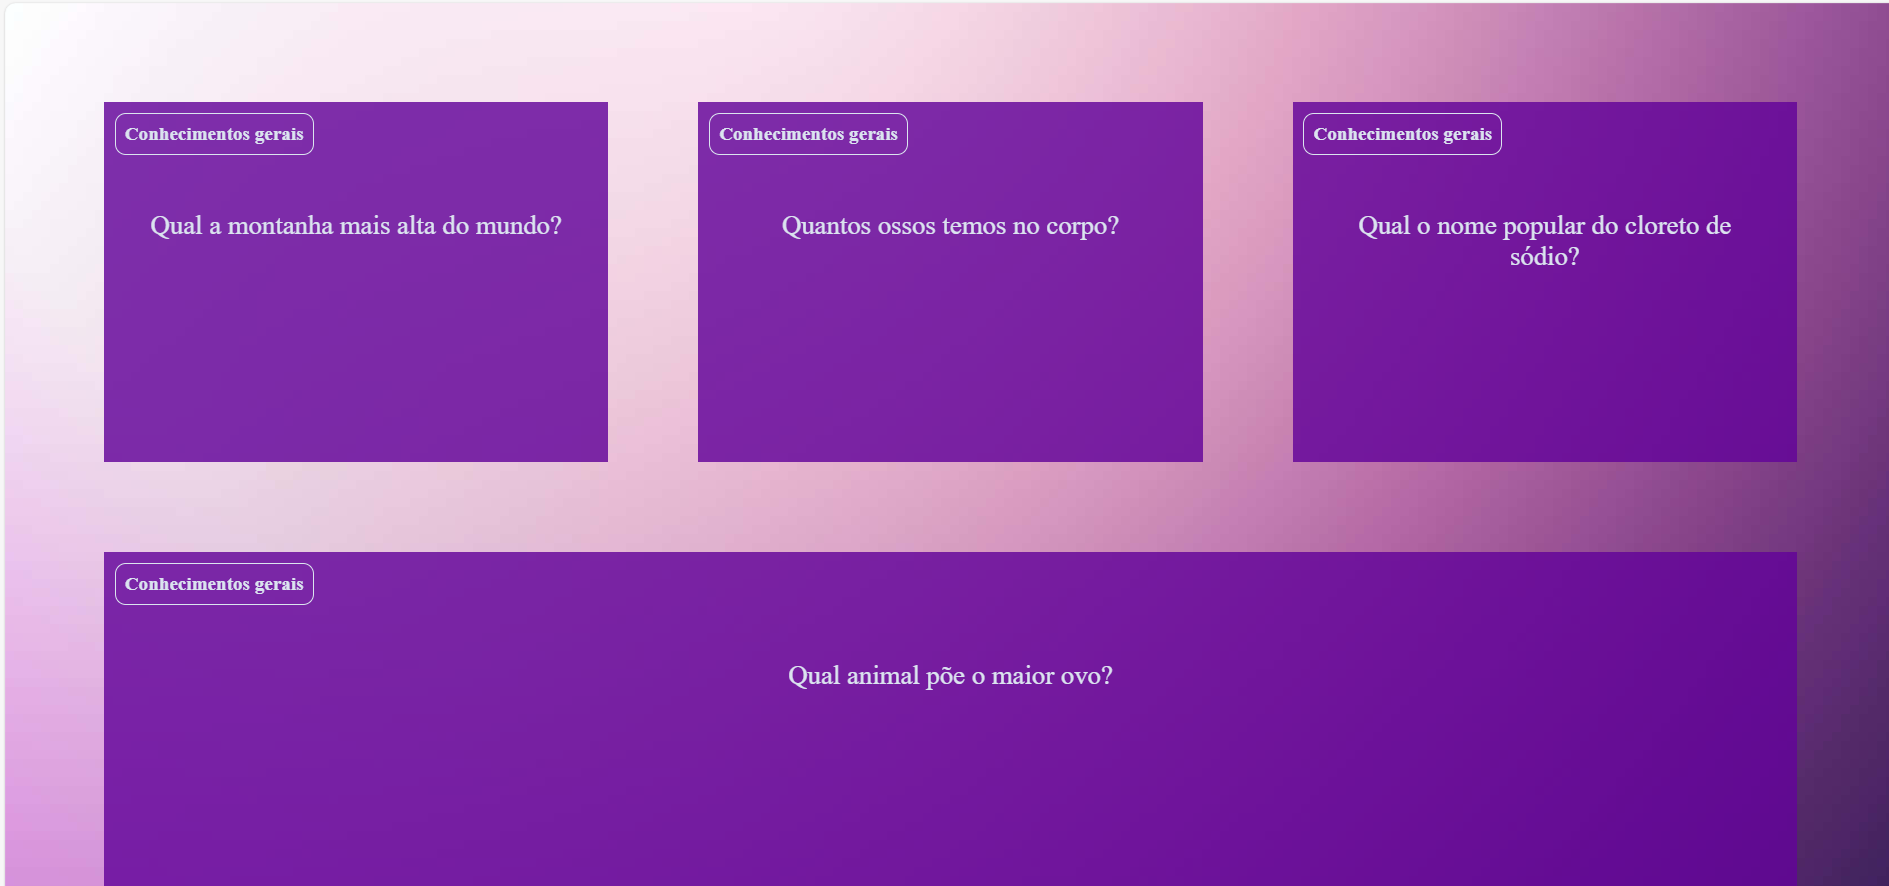 Conhecimentos gerais
Qual a montanha mais alta do mundo?
Conhecimentos gerais
Quantos ossos temos no corpo?
Conhecimentos gerais
Qual o nome popular do cloreto de
sódio?
Conhecimentos gerais
Qual animal põe o maior ovo?